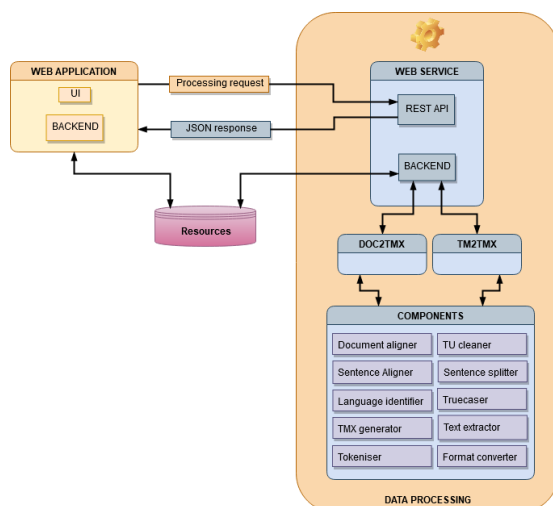 WEB APPLICATION
UI
BACKEND
Processing request
JSON response
Resources
WEB SERVICE
REST API
BACKEND
DOC2TMX
TM2TMX
COMPONENTS
Document aligner
TU cleaner
Sentence Aligner
Sentence splitter
Language identifier
Truecaser
TMX generator
Text extractor
Tokeniser
Format converter
DATA PROCESSING